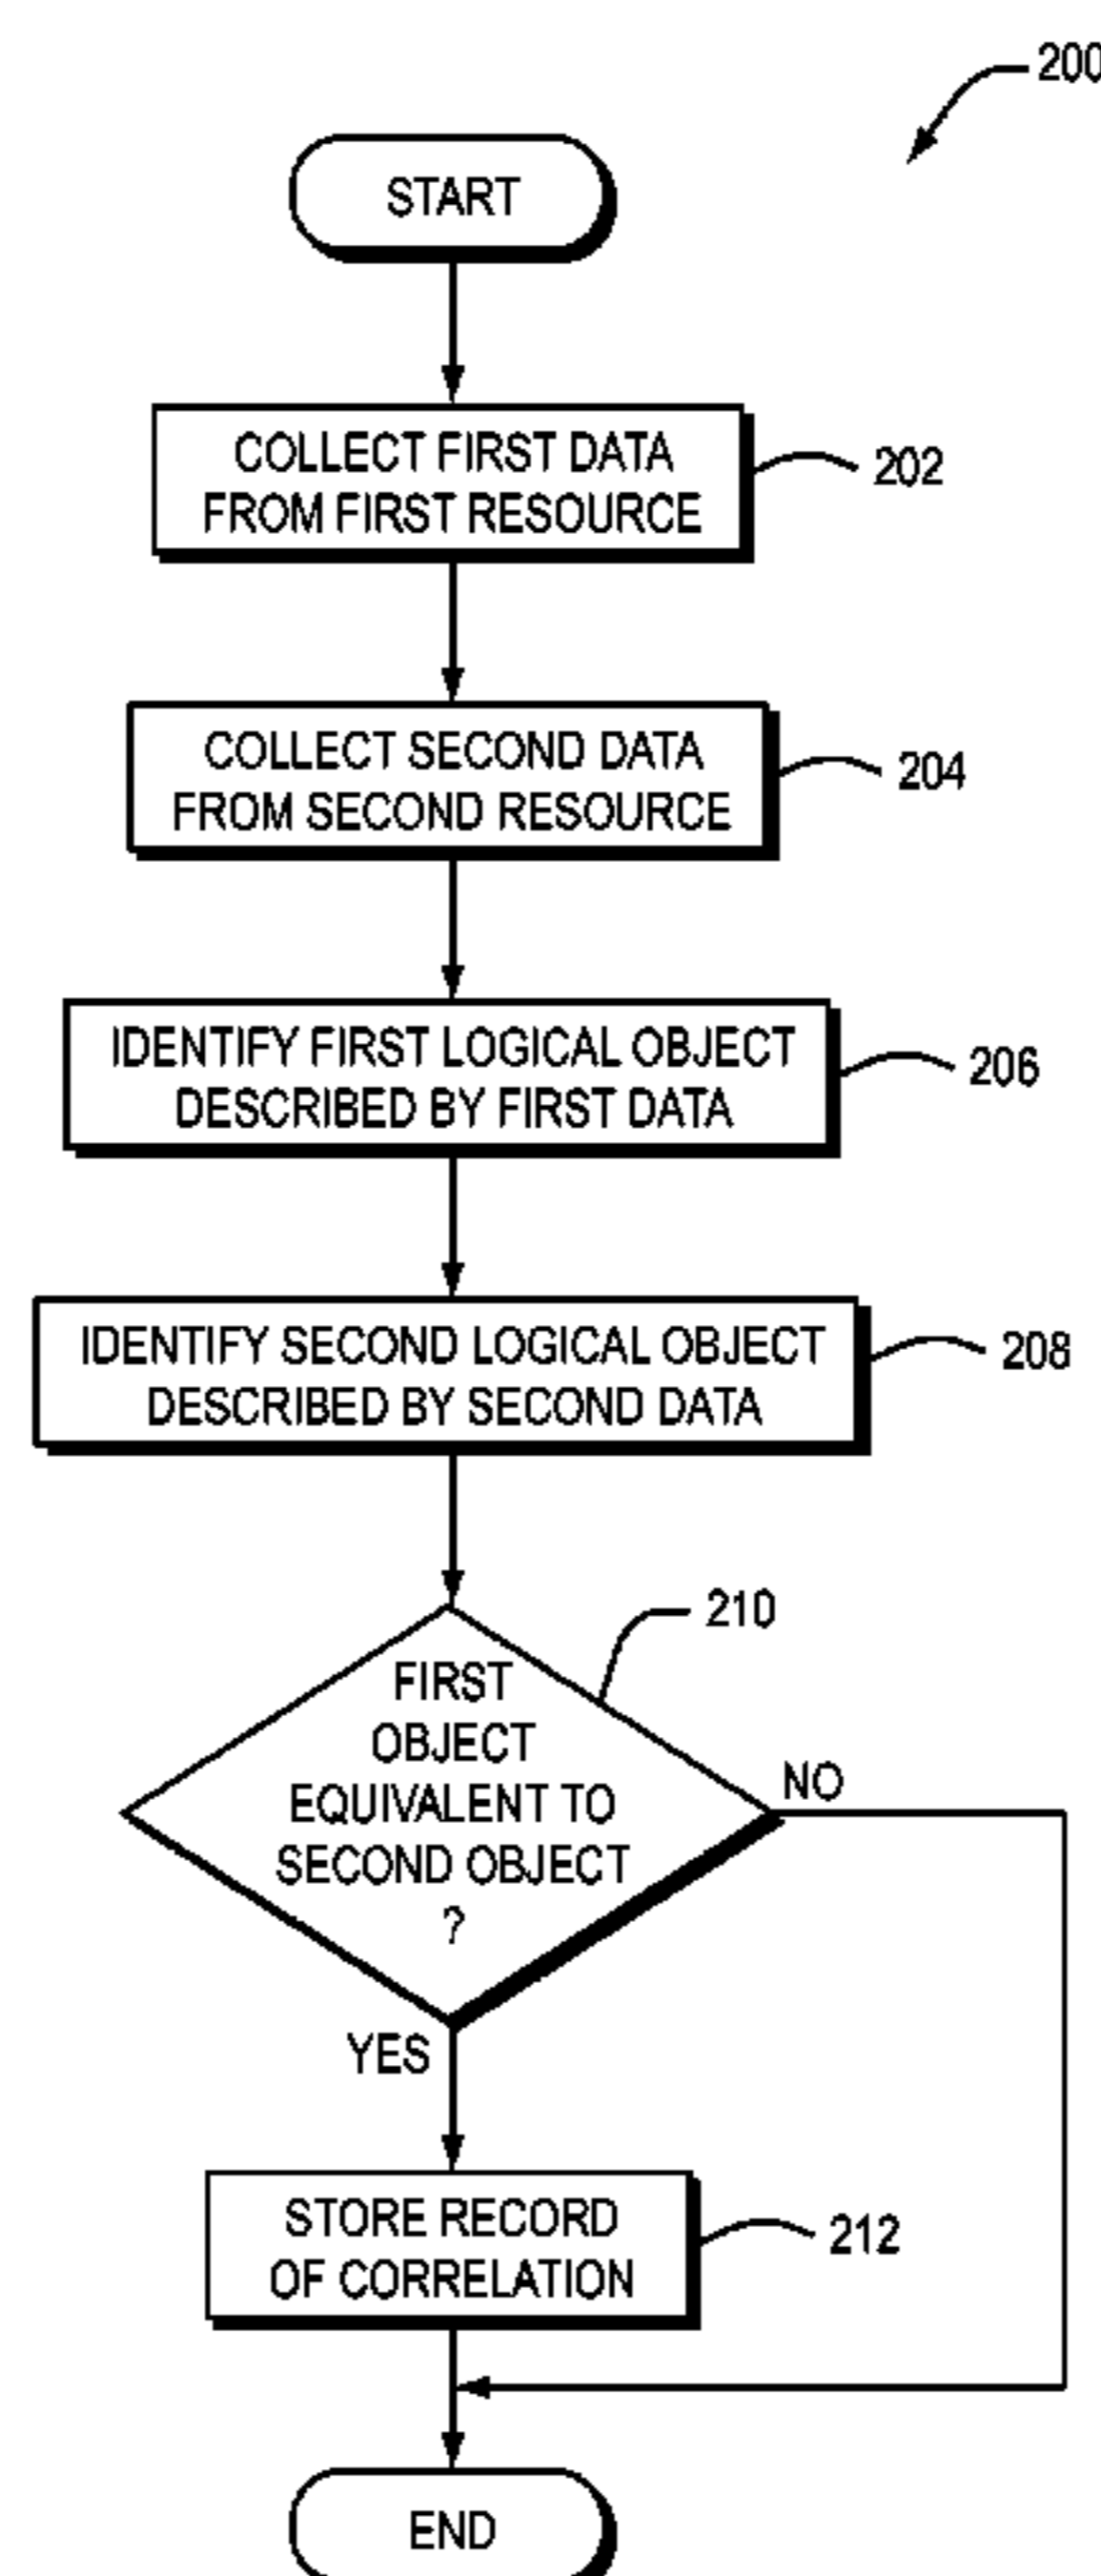 200
START
COLLECT FIRST DATA
FROM FIRST RESOURCE
202
COLLECT SECOND DATA
FROM SECOND RESOURCE
204
IDENTIFY FIRST LOGICAL OBJECT
DESCRIBED BY FIRST DATA
206
IDENTIFY SECOND LOGICAL OBJECT
DESCRIBED BY SECOND DATA
208
210
FIRST
OBJECT
EQUIVALENT TO
SECOND OBJECT
?
NO
YES
STORE RECORD
OF CORRELATION
212
END